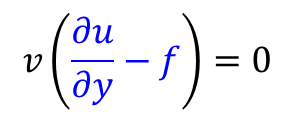 v(∂u/∂y − f) = 0